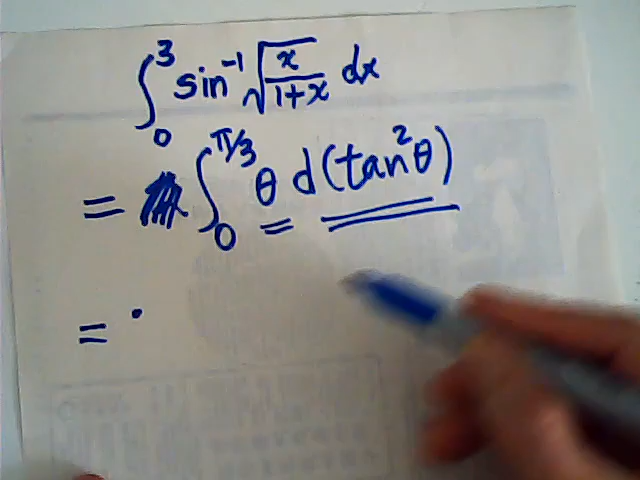 ∫₀³ sin⁻¹ √(x/(1+x)) dx
= ∫₀^(π/3) θ d(tan²θ)
= ·